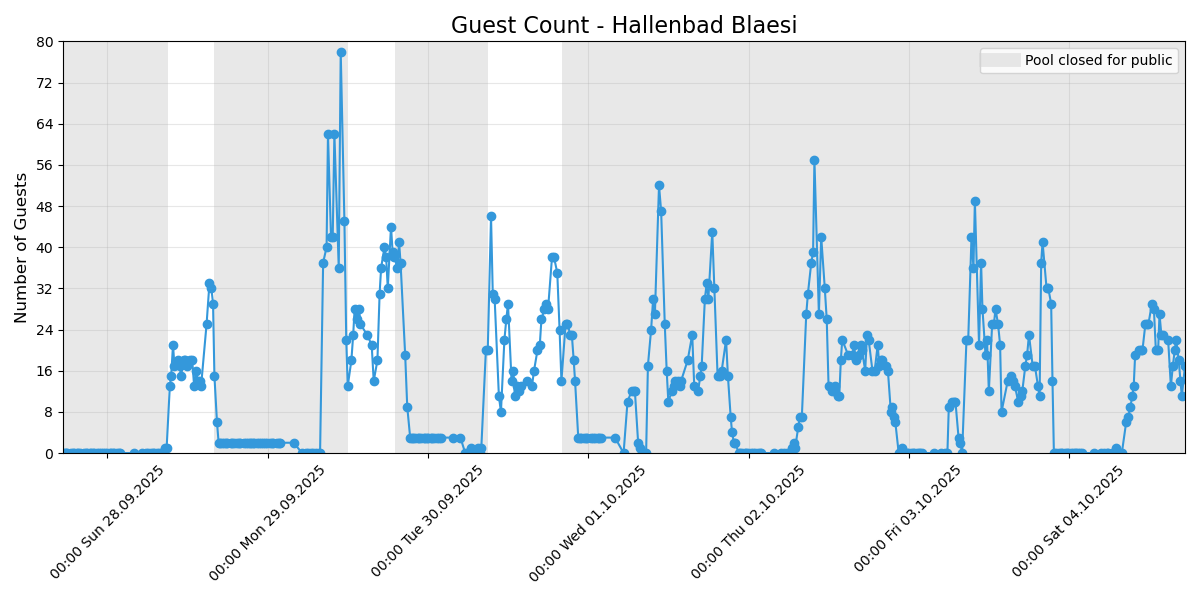 Guest Count - Hallenbad Blaesi
Pool closed for public
Number of Guests
80
72
64
56
48
40
32
24
16
8
0
00:00 Sun 28.09.2025
00:00 Mon 29.09.2025
00:00 Tue 30.09.2025
00:00 Wed 01.10.2025
00:00 Thu 02.10.2025
00:00 Fri 03.10.2025
00:00 Sat 04.10.2025